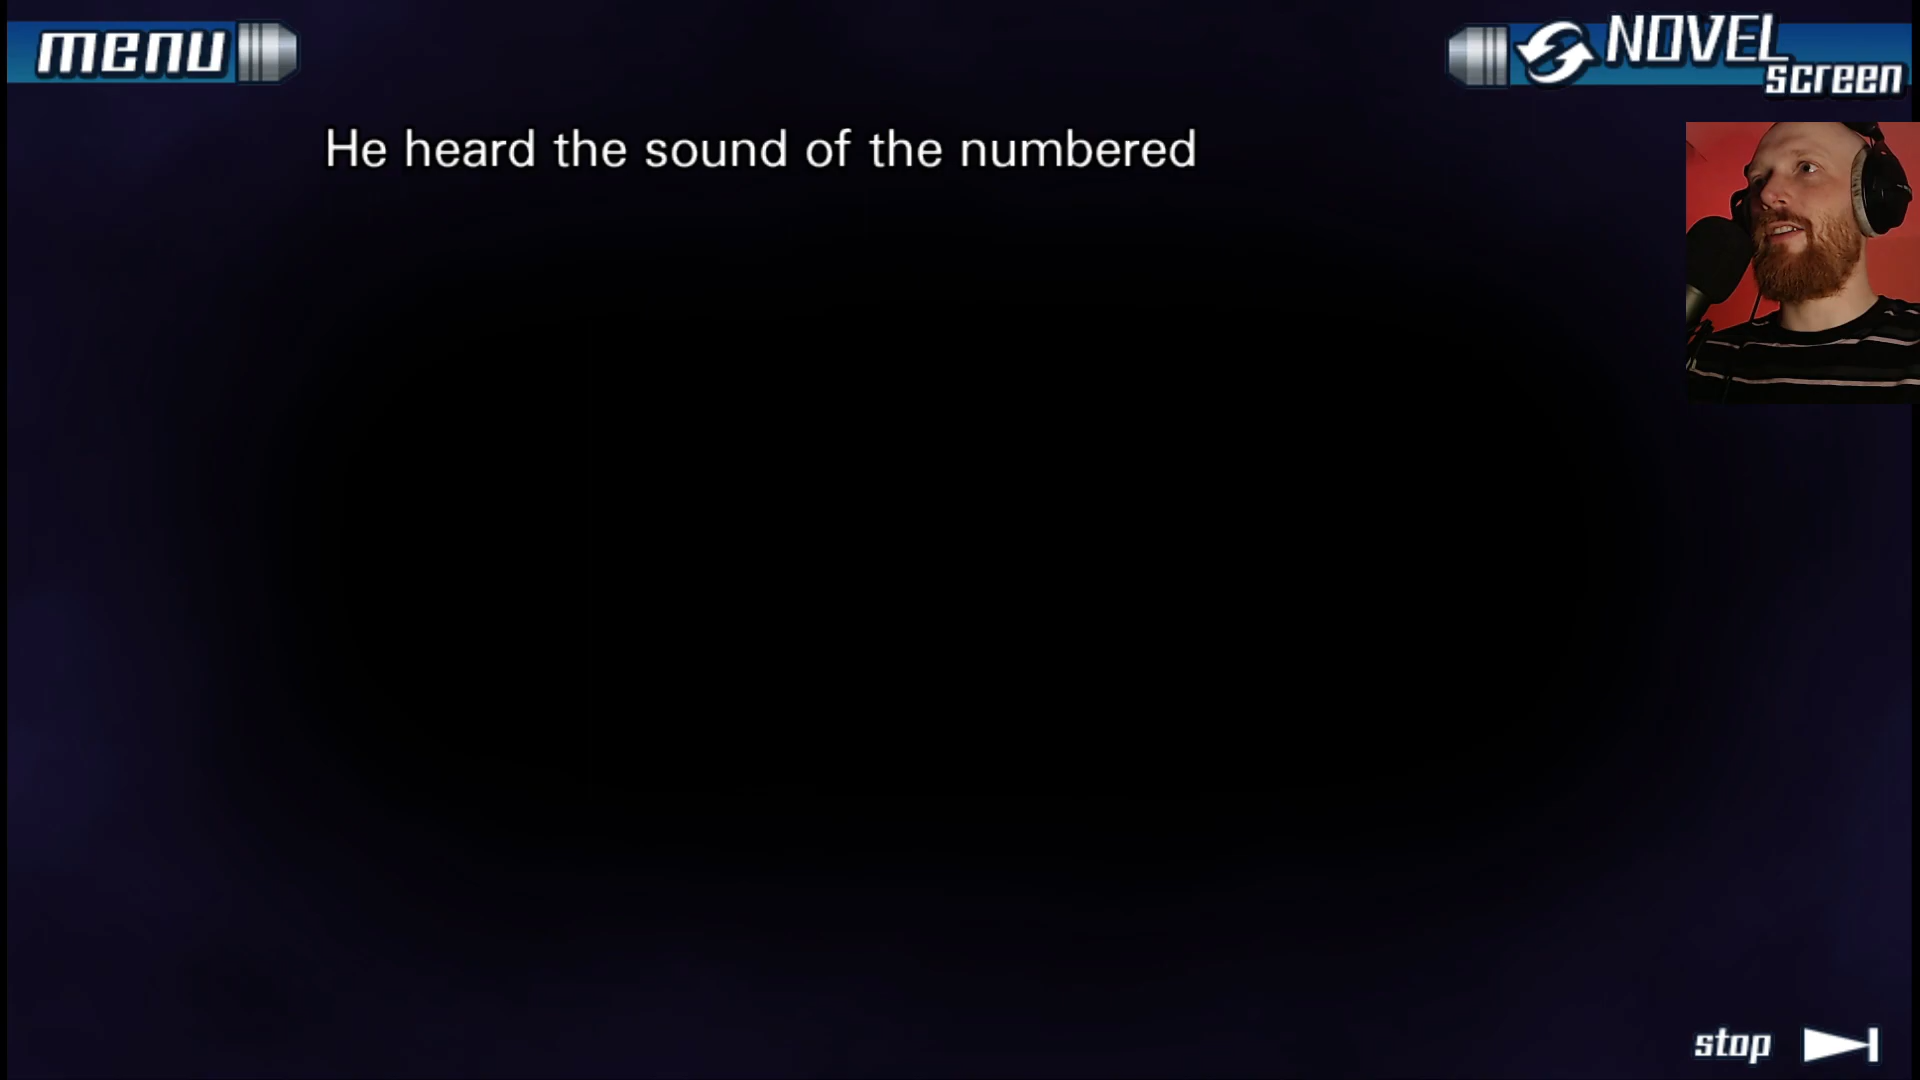 menu
NOVEL
screen
He heard the sound of the numbered
stop